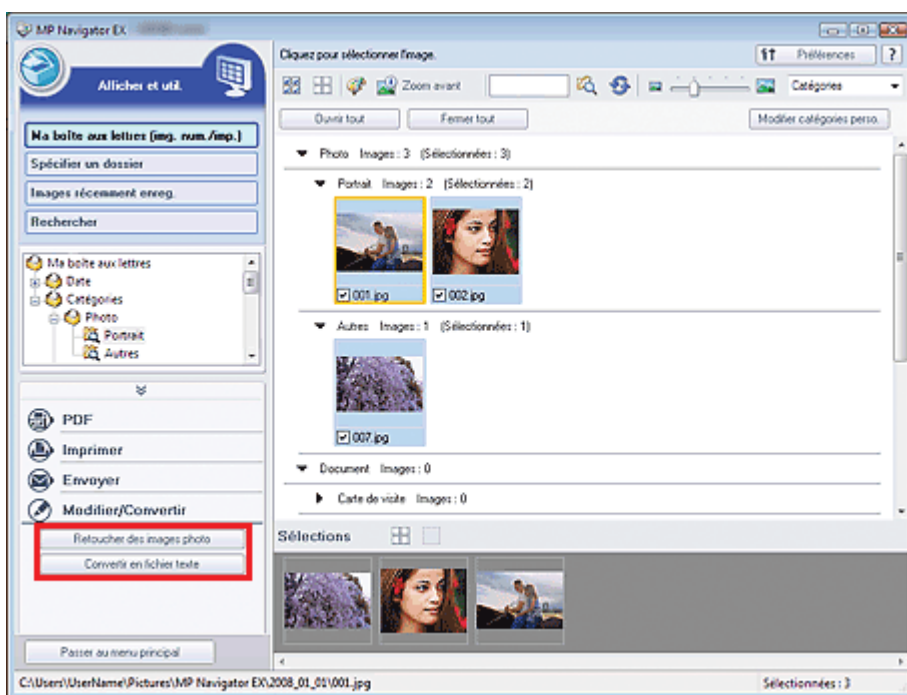 MP Navigator EX
Afficher et util.
Cliquez pour sélectionner l'image.
Préférences
?
Zoom avant
Catégories
Ouvrir tout
Fermer tout
Modifier catégories perso.
Ma boîte aux lettres (img. num./imp.)
Spécifier un dossier
Images récemment enreg.
Rechercher
Ma boîte aux lettres
Date
Catégories
Photo
Portrait
Autres
PDF
Imprimer
Envoyer
Modifier/Convertir
Retoucher des images photo
Convertir en fichier texte
Passer au menu principal
Photo Images : 3 (Sélectionnées : 3)
Portrait Images : 2 (Sélectionnées : 2)
001.jpg
002.jpg
Autres Images : 1 (Sélectionnées : 1)
007.jpg
Document Images : 0
Carte de visite Images : 0
Sélections
C:\Users\UserName\Pictures\MP Navigator EX\2008_01_01\001.jpg
Sélectionnées : 3